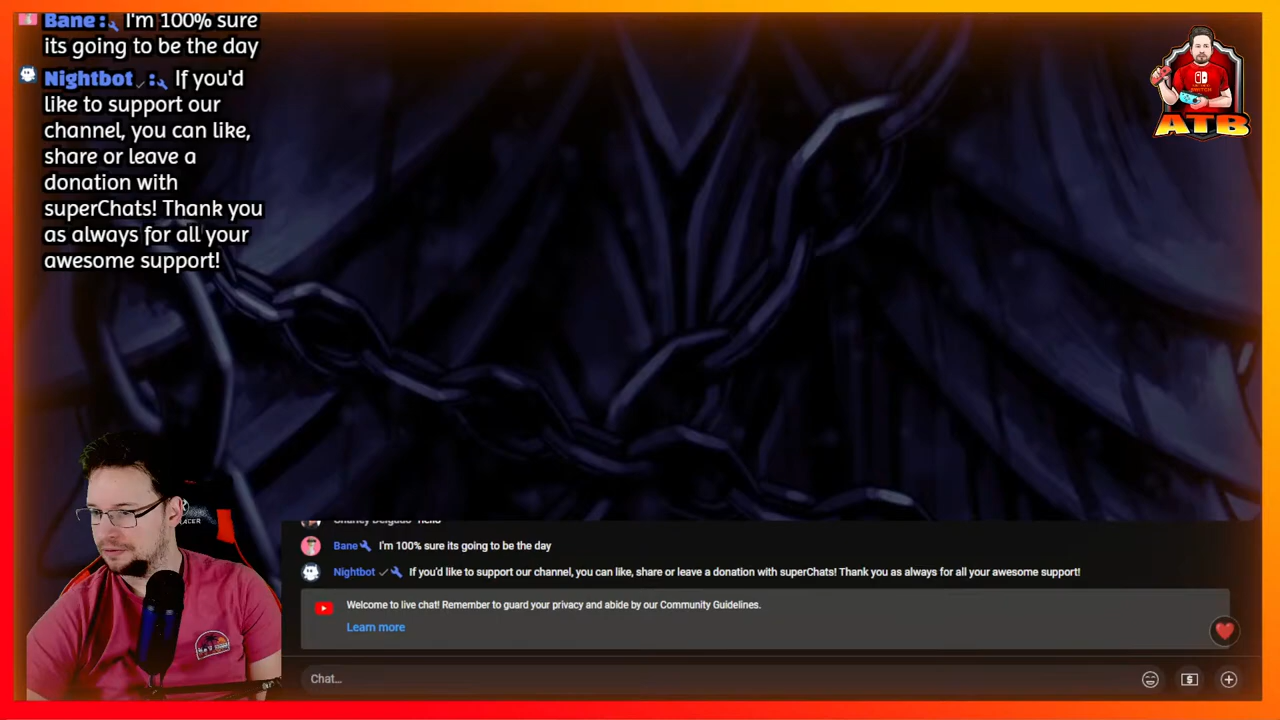 Bane : I'm 100% sure
its going to be the day
Nightbot : If you'd
like to support our
channel, you can like,
share or leave a
donation with
superChats! Thank you
as always for all your
awesome support!
ATB
RACER
Bane I'm 100% sure its going to be the day
Nightbot If you'd like to support our channel, you can like, share or leave a donation with superChats! Thank you as always for all your awesome support!
Welcome to live chat! Remember to guard your privacy and abide by our Community Guidelines.
Learn more
Chat...